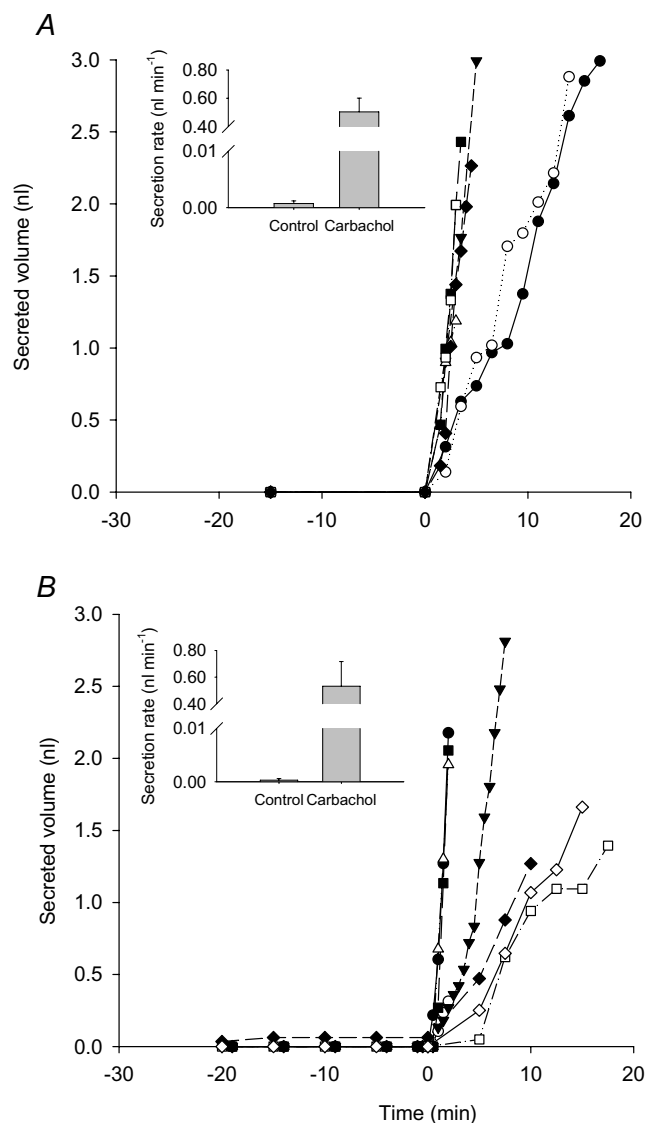 A
3.0
2.5
2.0
1.5
1.0
0.5
0.0
Secreted volume (nl)
-30 -20 -10 0 10 20
0.80
0.60
0.40
0.01
0.00
Secretion rate (nl min⁻¹)
Control Carbachol
B
3.0
2.5
2.0
1.5
1.0
0.5
0.0
Secreted volume (nl)
-30 -20 -10 0 10 20
Time (min)
0.80
0.60
0.40
0.01
0.00
Secretion rate (nl min⁻¹)
Control Carbachol